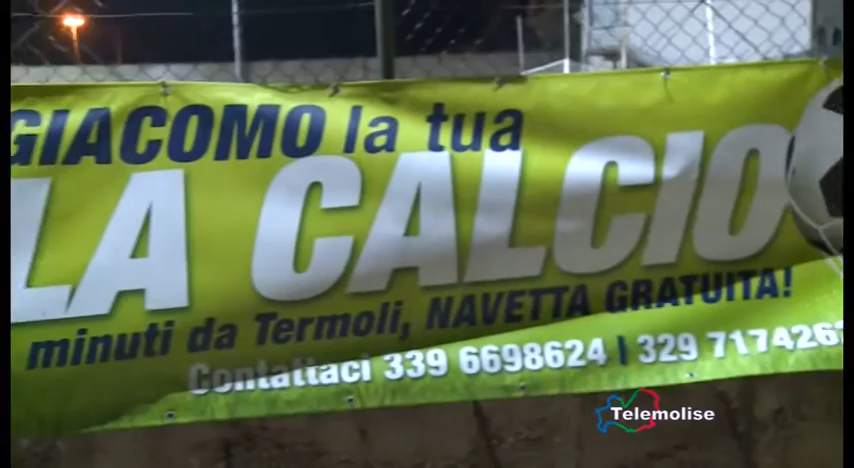 GIACOMO la tua
LA CALCIO
minuti da Termoli, NAVETTA GRATUITA!
Contattaci 339 6698624 | 329 7174262
Telemolise